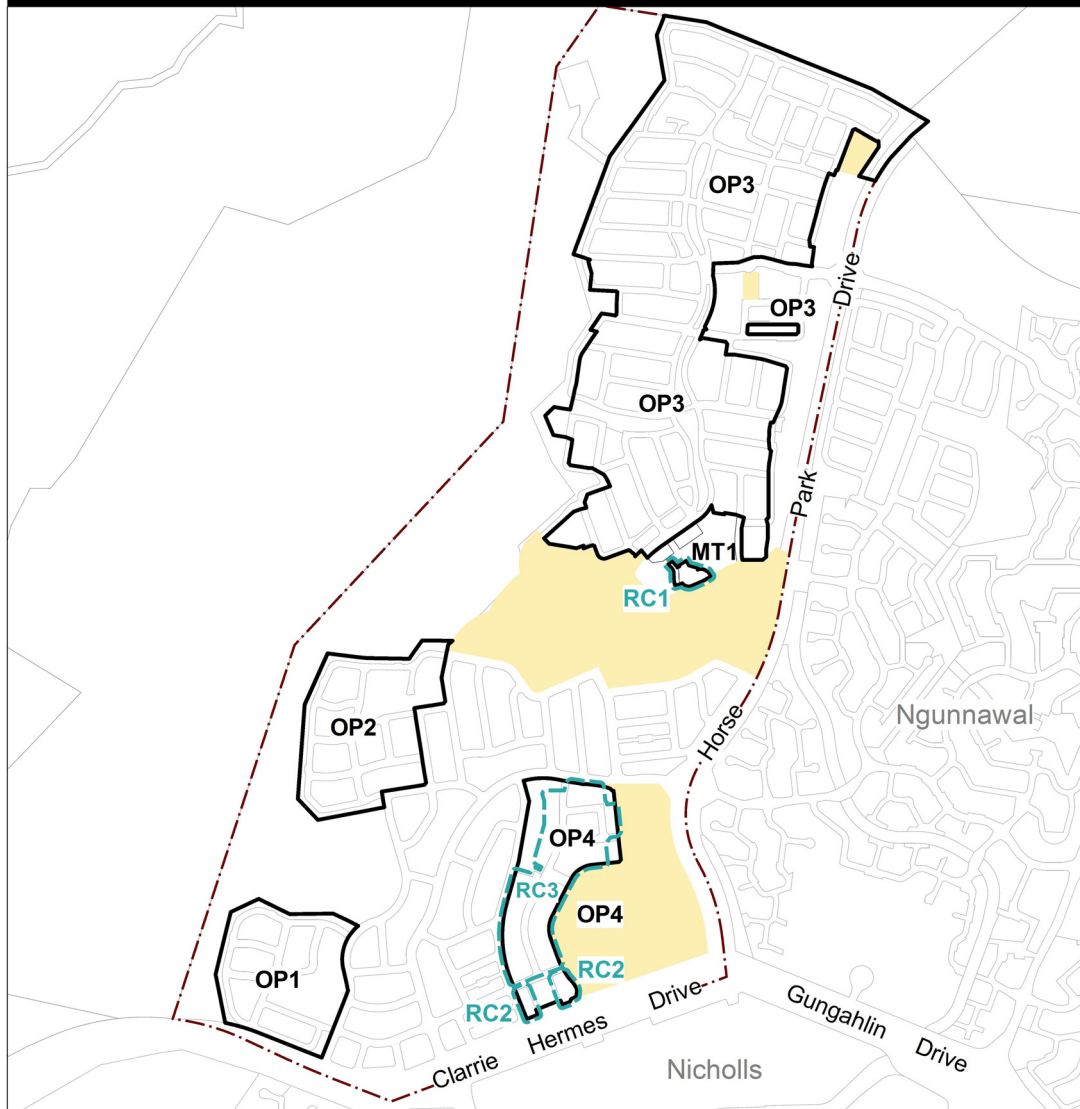 OP3
Drive
OP3
OP3
Park
MT1
RC1
Horse
Ngunnawal
OP2
OP4
RC3
OP4
RC2
OP1
RC2
Clarrie Hermes Drive
Gungahlin Drive
Nicholls